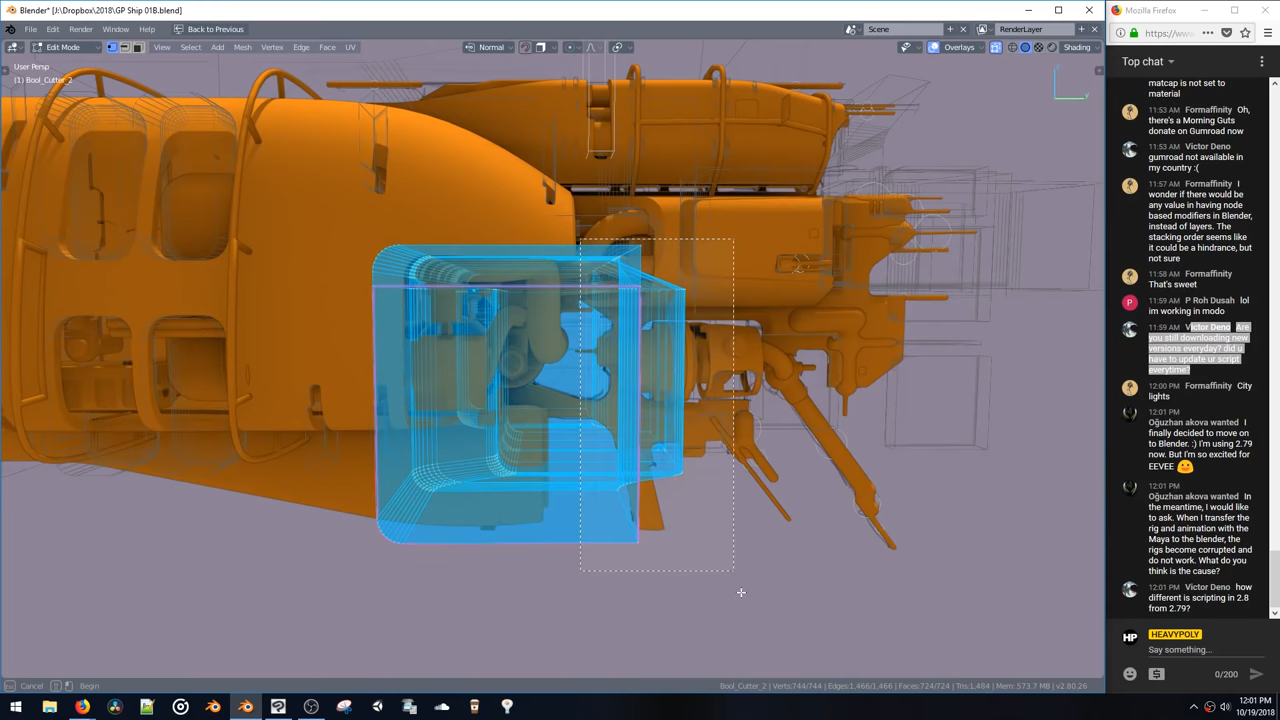 Blender* [J:\Dropbox\2018\GP Ship 01B.blend]
File Edit Render Window Help Back to Previous Scene RenderLayer
Edit Mode View Select Add Mesh Vertex Edge Face UV Normal Overlays Shading
User Persp
(1) Bool_Cutter_2
Cancel Begin
Bool_Cutter_2 | Verts:744/744 | Edges:1,466/1,466 | Faces:724/724 | Tris:1,484 | Mem: 573.7 MB | v2.80.26
Mozilla Firefox
https://www.
Top chat
matcap is not set to
material
11:53 AM Formaffinity Oh,
there's a Morning Guts
donate on Gumroad now
11:53 AM Victor Deno
gumroad not available in
my country :(
11:57 AM Formaffinity I
wonder if there would be
any value in having node
based modifiers in Blender,
instead of layers. The
stacking order seems like
it could be a hindrance, but
not sure
11:58 AM Formaffinity
That's sweet
11:59 AM P Roh Dusah lol
im working in modo
11:59 AM Victor Deno Are
you still downloading new
versions everyday? did u
have to update ur script
everytime?
12:00 PM Formaffinity City
lights
12:01 PM
Oğuzhan akova wanted I
finally decided to move on
to Blender. :) I'm using 2.79
now. But I'm so excited for
EEVEE
12:01 PM
Oğuzhan akova wanted In
the meantime, I would like
to ask. When I transfer the
rig and animation with the
Maya to the blender, the
rigs become corrupted and
do not work. What do you
think is the cause?
12:01 PM Victor Deno how
different is scripting in 2.8
from 2.79?
HP HEAVYPOLY
Say something...
0/200
12:01 PM
10/19/2018